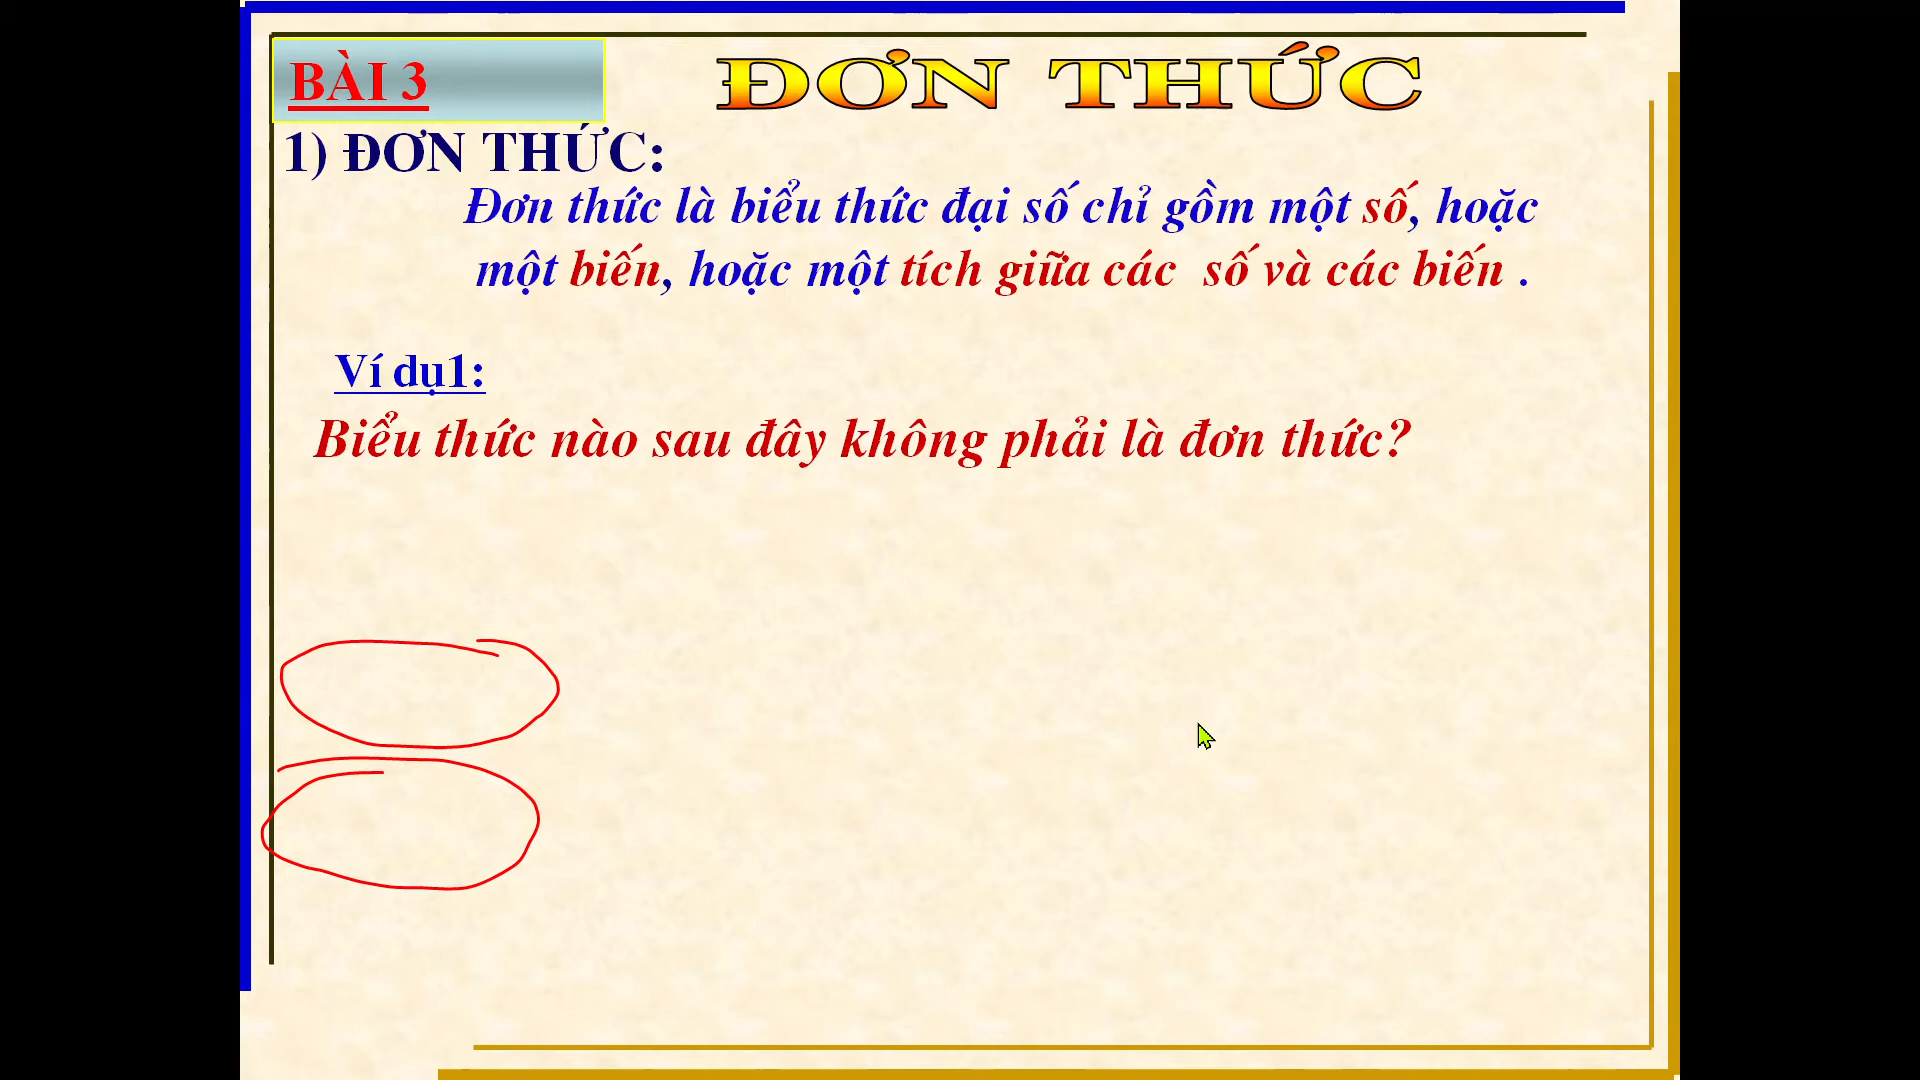 BÀI 3
ĐƠN THỨC
1) ĐƠN THỨC:
Đơn thức là biểu thức đại số chỉ gồm một số, hoặc
một biến, hoặc một tích giữa các số và các biến .
Ví dụ1:
Biểu thức nào sau đây không phải là đơn thức?